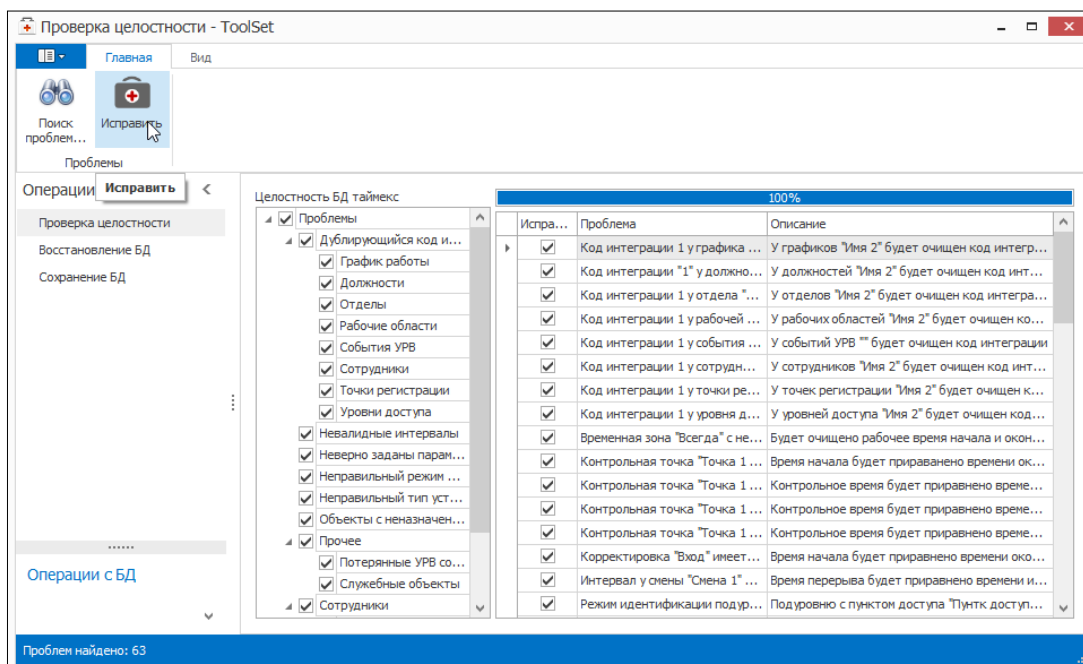 Проверка целостности - ToolSet
Главная Вид
Поиск проблем... Исправить
Проблемы
Операции Исправить
Проверка целостности
Восстановление БД
Сохранение БД
Операции с БД
Целостность БД таймекс
Проблемы
Дублирующийся код и...
График работы
Должности
Отделы
Рабочие области
События УРВ
Сотрудники
Точки регистрации
Уровни доступа
Невалидные интервалы
Неверно заданы парам...
Неправильный режим ...
Неправильный тип уст...
Объекты с неназначен...
Прочее
Потерянные УРВ со...
Служебные объекты
Сотрудники
100%
Испра... Проблема Описание
Код интеграции 1 у графика ... У графиков "Имя 2" будет очищен код интегр...
Код интеграции "1" у должно... У должностей "Имя 2" будет очищен код инт...
Код интеграции 1 у отдела "... У отделов "Имя 2" будет очищен код интегра...
Код интеграции 1 у рабочей ... У рабочих областей "Имя 2" будет очищен ко...
Код интеграции 1 у события ... У событий УРВ "" будет очищен код интеграции
Код интеграции 1 у сотрудн... У сотрудников "Имя 2" будет очищен код инт...
Код интеграции 1 у точки ре... У точек регистрации "Имя 2" будет очищен к...
Код интеграции 1 у уровня д... У уровней доступа "Имя 2" будет очищен код...
Временная зона "Всегда" с не... Будет очищено рабочее время начала и окон...
Контрольная точка "Точка 1 ... Время начала будет прираванено времени ок...
Контрольная точка "Точка 1 ... Контрольное время будет приравнено време...
Контрольная точка "Точка 1 ... Контрольное время будет приравнено време...
Контрольная точка "Точка 1 ... Контрольное время будет приравнено време...
Корректировка "Вход" имеет... Время начала будет приравнено времени око...
Интервал у смены "Смена 1" ... Время перерыва будет приравнено времени и...
Режим идентификации подур... Подуровню с пунктом доступа "Пунтк доступ...
Проблем найдено: 63